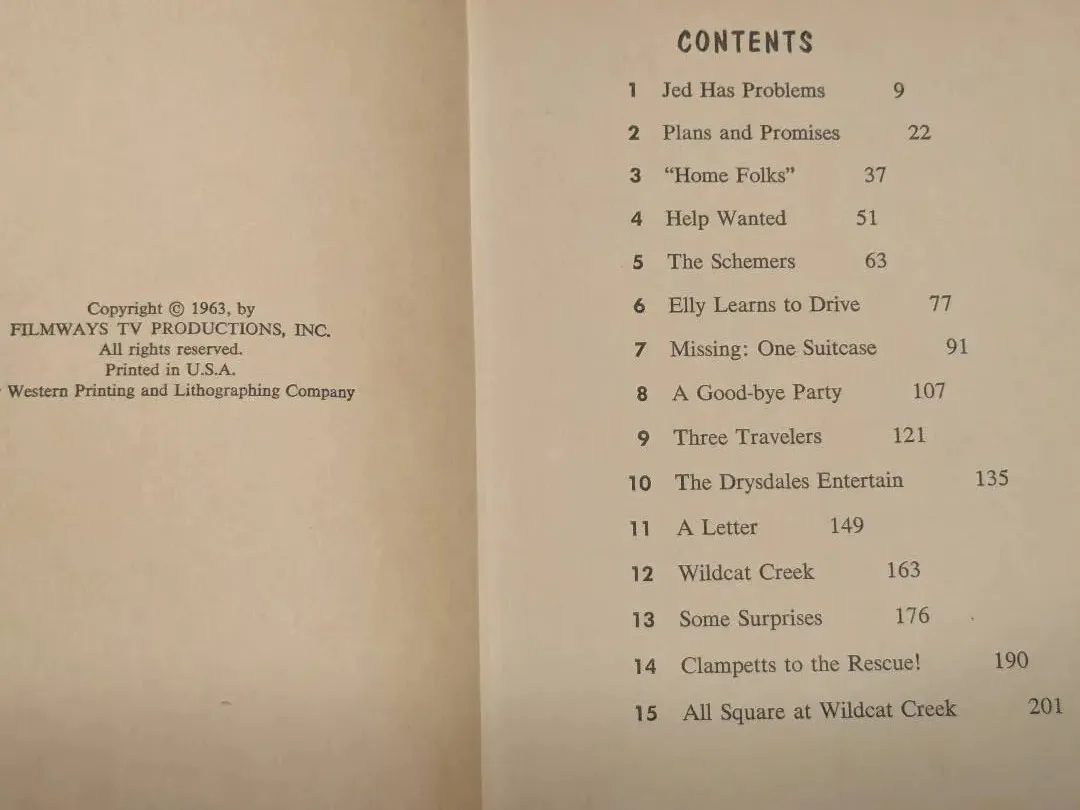 Copyright © 1963, by
FILMWAYS TV PRODUCTIONS, INC.
All rights reserved.
Printed in U.S.A.
Western Printing and Lithographing Company
CONTENTS
1 Jed Has Problems 9
2 Plans and Promises 22
3 “Home Folks” 37
4 Help Wanted 51
5 The Schemers 63
6 Elly Learns to Drive 77
7 Missing: One Suitcase 91
8 A Good-bye Party 107
9 Three Travelers 121
10 The Drysdales Entertain 135
11 A Letter 149
12 Wildcat Creek 163
13 Some Surprises 176
14 Clampetts to the Rescue! 190
15 All Square at Wildcat Creek 201